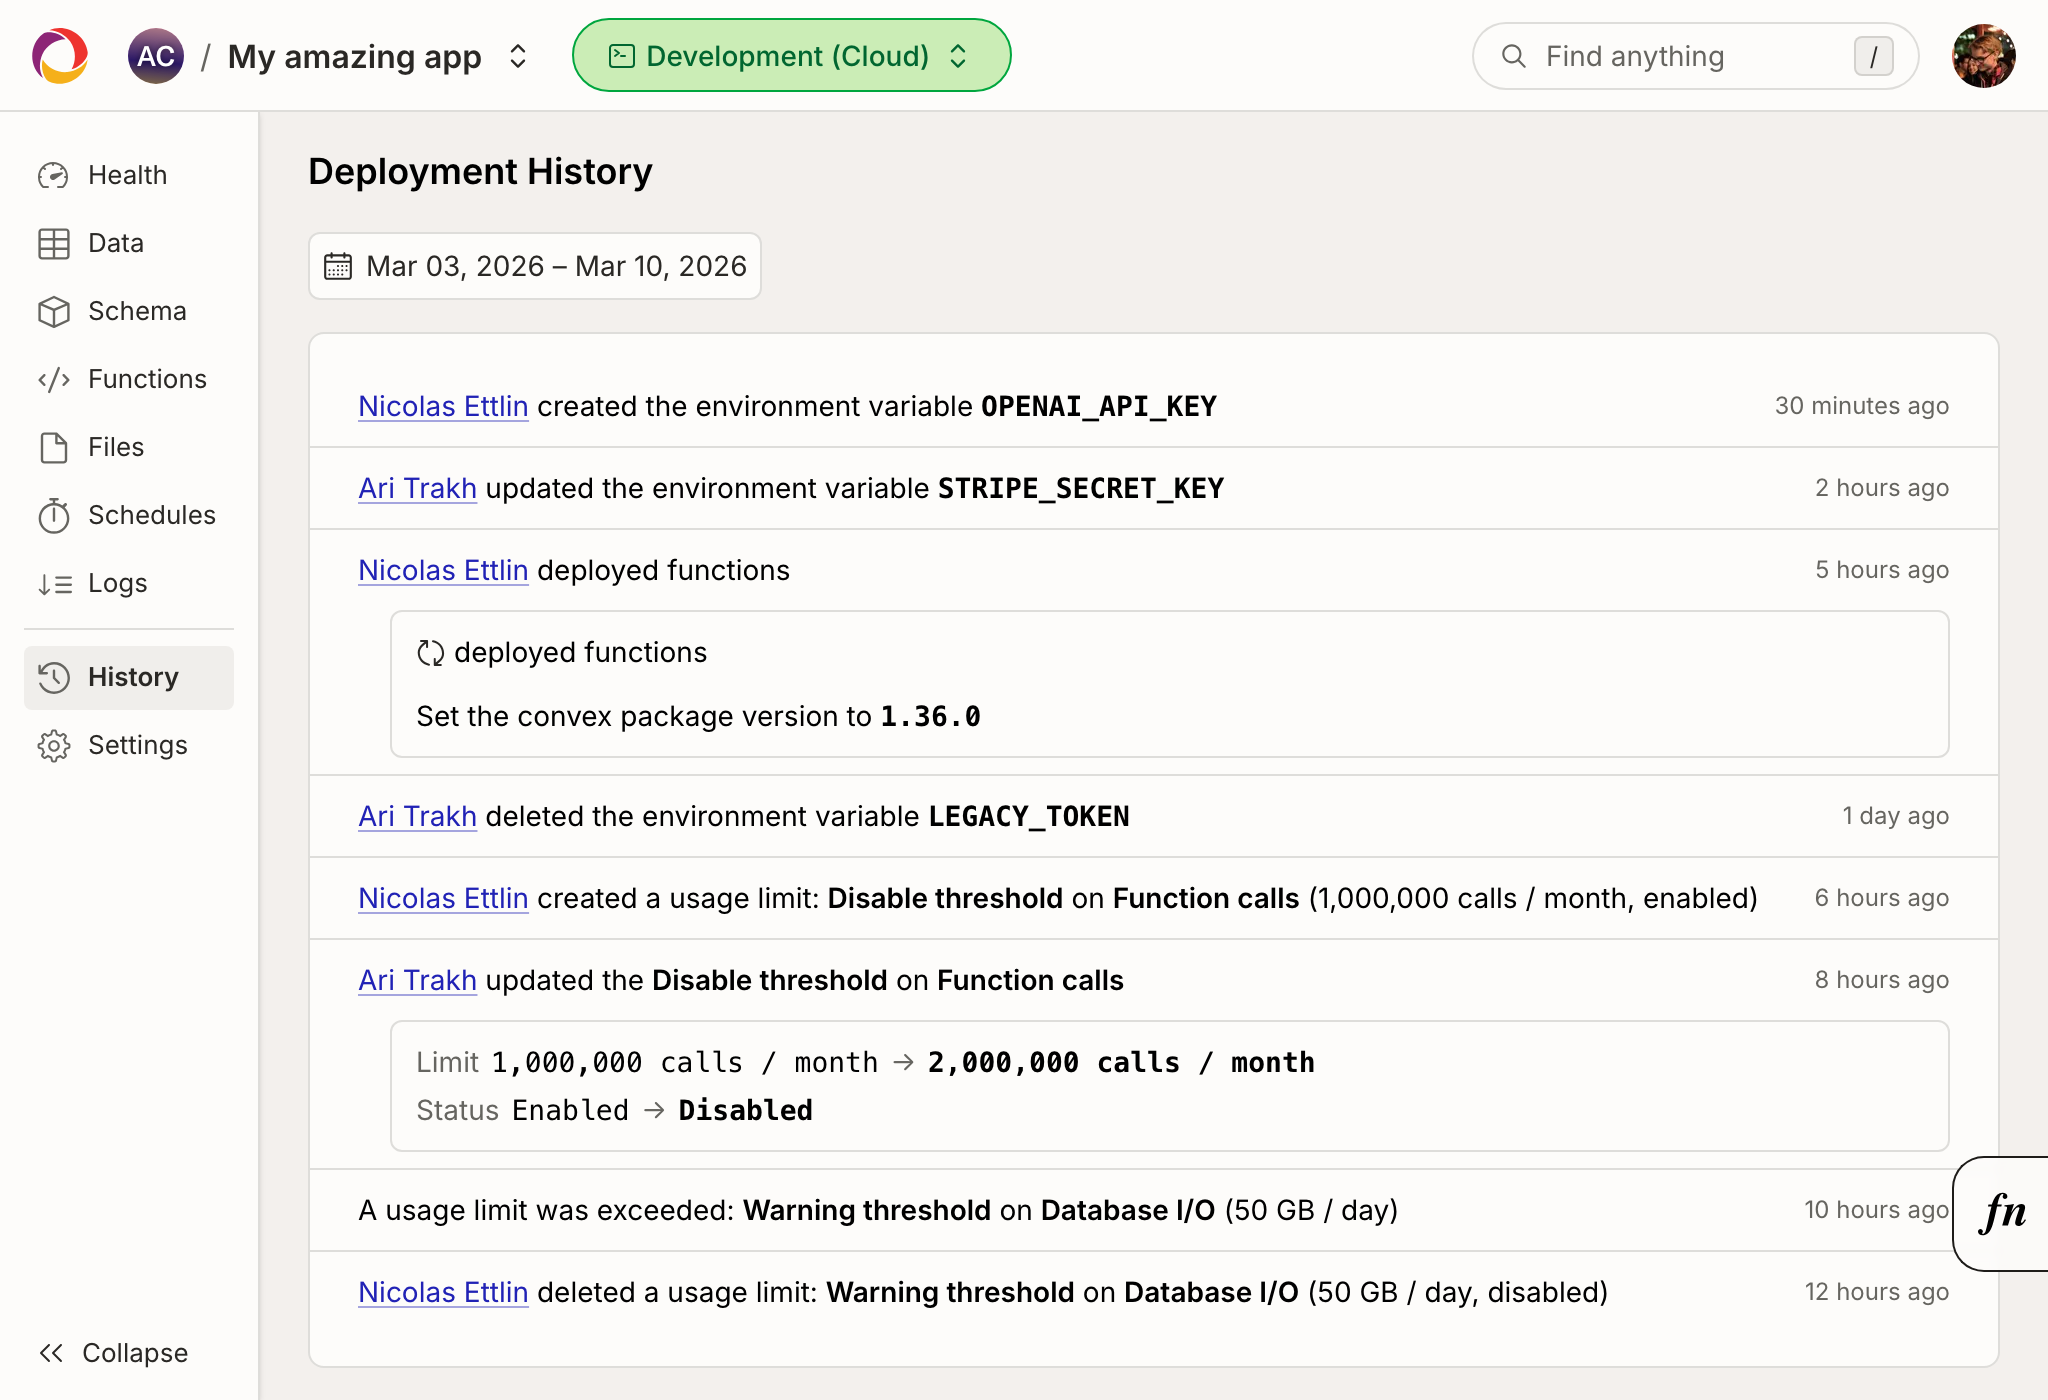 AC / My amazing app
Development (Cloud)
Find anything /
Health
Data
Schema
Functions
Files
Schedules
Logs
History
Settings
Collapse
Deployment History
Mar 03, 2026 – Mar 10, 2026
Nicolas Ettlin created the environment variable OPENAI_API_KEY 30 minutes ago
Ari Trakh updated the environment variable STRIPE_SECRET_KEY 2 hours ago
Nicolas Ettlin deployed functions 5 hours ago
deployed functions
Set the convex package version to 1.36.0
Ari Trakh deleted the environment variable LEGACY_TOKEN 1 day ago
Nicolas Ettlin created a usage limit: Disable threshold on Function calls (1,000,000 calls / month, enabled) 6 hours ago
Ari Trakh updated the Disable threshold on Function calls 8 hours ago
Limit 1,000,000 calls / month → 2,000,000 calls / month
Status Enabled → Disabled
A usage limit was exceeded: Warning threshold on Database I/O (50 GB / day) 10 hours ago
fn
Nicolas Ettlin deleted a usage limit: Warning threshold on Database I/O (50 GB / day, disabled) 12 hours ago